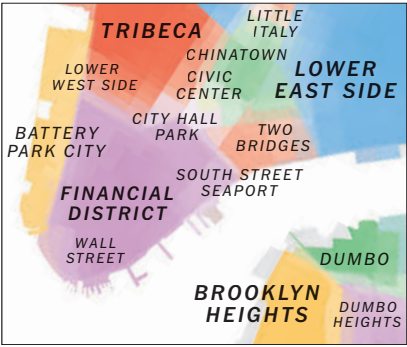 LITTLE
ITALY
TRIBECA
CHINATOWN
LOWER
WEST SIDE
CIVIC
CENTER
LOWER
EAST SIDE
CITY HALL
PARK
BATTERY
PARK CITY
TWO
BRIDGES
SOUTH STREET
SEAPORT
FINANCIAL
DISTRICT
WALL
STREET
DUMBO
BROOKLYN
HEIGHTS
DUMBO
HEIGHTS